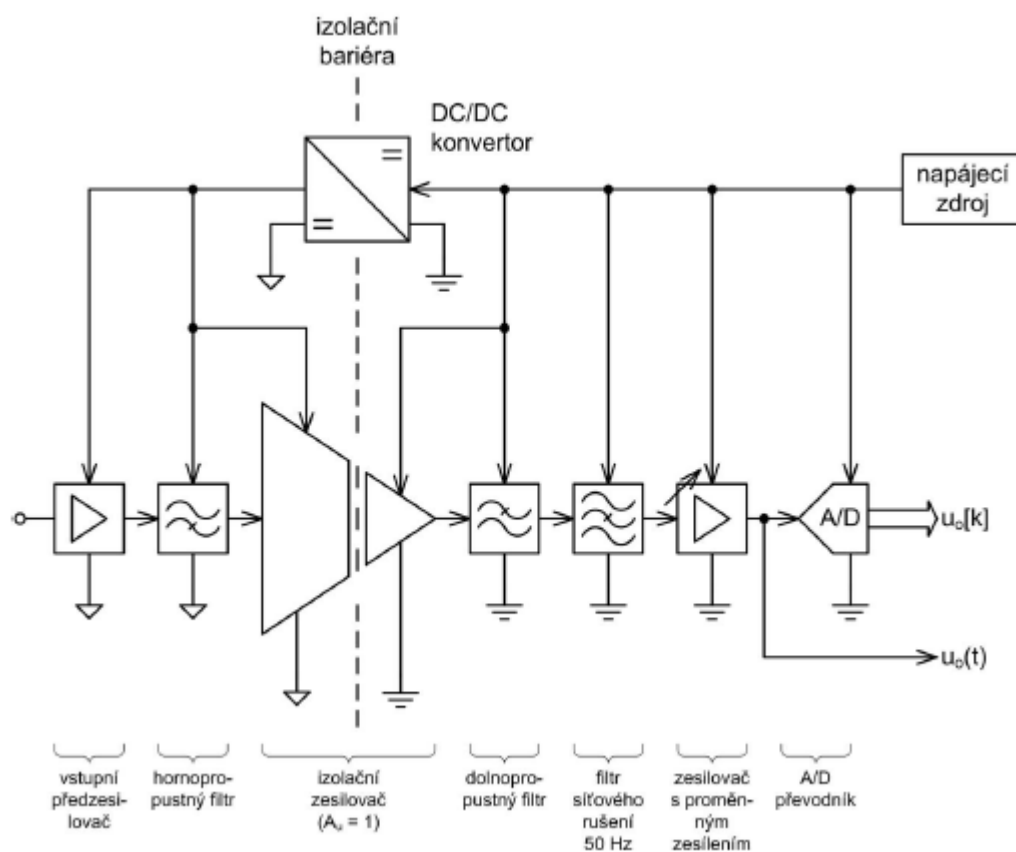 izolační
bariéra
DC/DC
konvertor
napájecí
zdroj
A/D
uₒ[k]
uₒ(t)
vstupní
předzesi-
lovač
hornopro-
pustný filtr
izolační
zesilovač
(Aᵤ = 1)
dolnopro-
pustný filtr
filtr
síťového
rušení
50 Hz
zesilovač
s proměn-
ným
zesílením
A/D
převodník